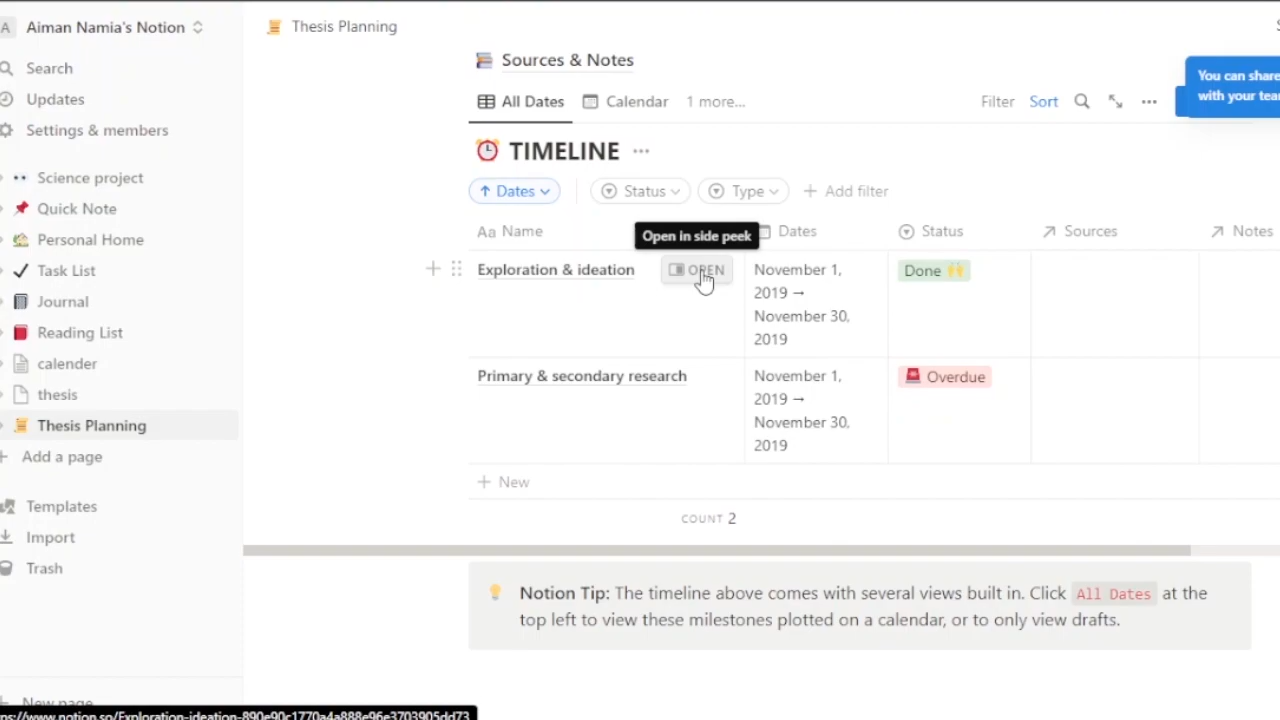 A Aiman Namia's Notion
Search
Updates
Settings & members
Science project
Quick Note
Personal Home
Task List
Journal
Reading List
calender
thesis
Thesis Planning
Add a page
Templates
Import
Trash
New page
Thesis Planning
Sources & Notes
All Dates Calendar 1 more...
Filter Sort
You can share
with your
TIMELINE
Dates Status Type Add filter
Aa Name Dates Status Sources Notes
Open in side peek
Exploration & ideation OPEN November 1, 2019 → November 30, 2019 Done
Primary & secondary research November 1, 2019 → November 30, 2019 Overdue
New
COUNT 2
Notion Tip: The timeline above comes with several views built in. Click All Dates at the
top left to view these milestones plotted on a calendar, or to only view drafts.